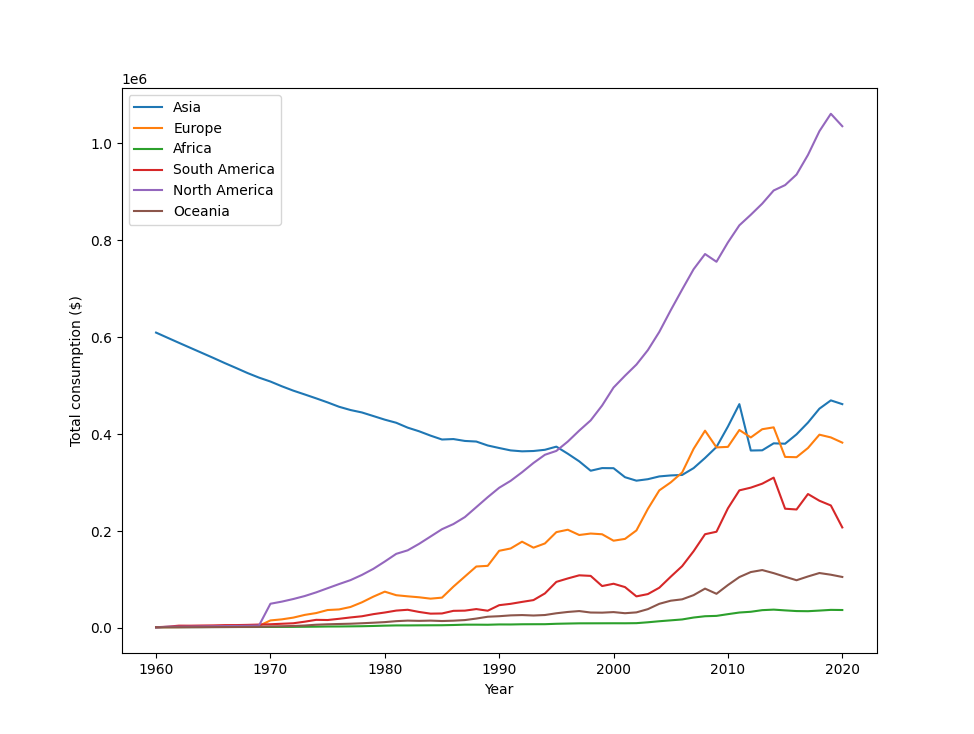 1e6
Asia
Europe
Africa
South America
North America
Oceania
1.0
0.8
0.6
0.4
0.2
0.0
Total consumption ($)
1960 1970 1980 1990 2000 2010 2020
Year